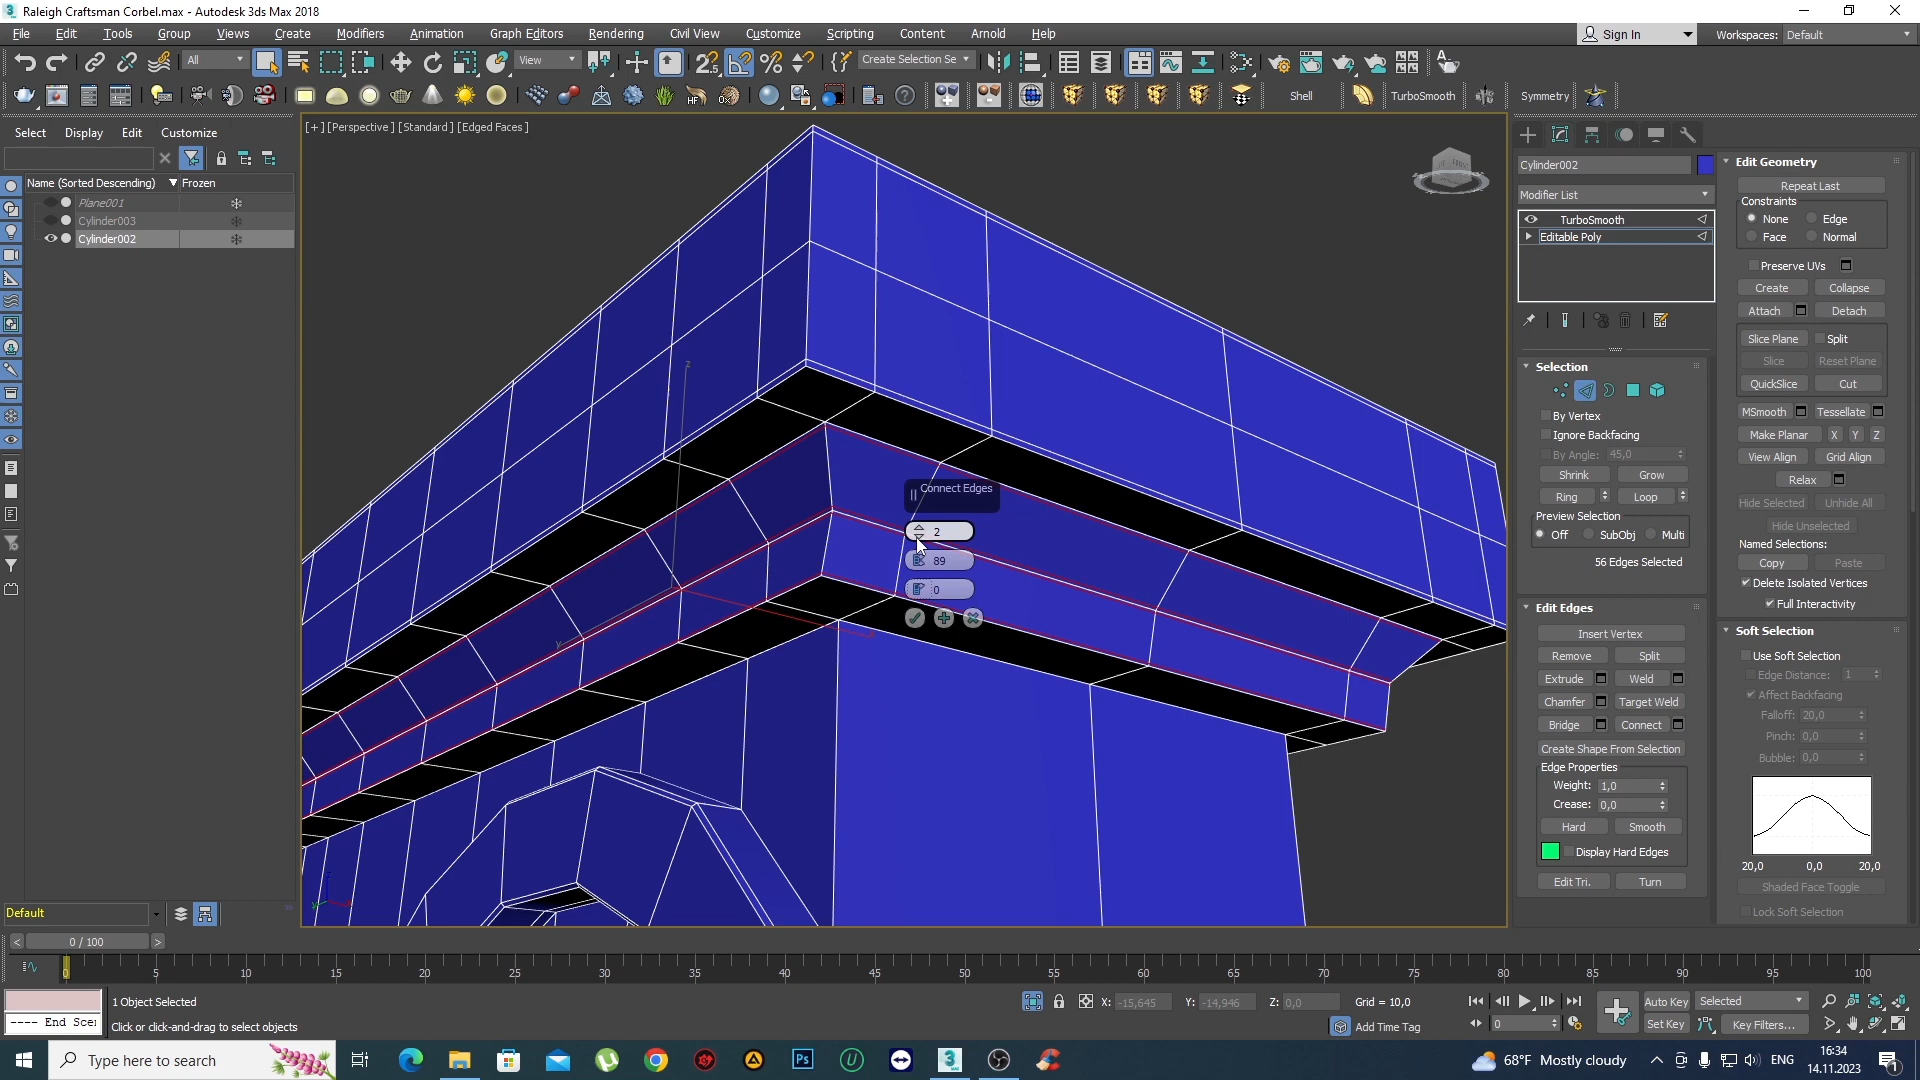 Raleigh Craftsman Corbel.max - Autodesk 3ds Max 2018
File Edit Tools Group Views Create Modifiers Animation Graph Editors Rendering Civil View Customize Scripting Content Arnold Help
Sign In Workspaces: Default
All View Create Selection Se
Shell TurboSmooth Symmetry
Select Display Edit Customize
Name (Sorted Descending) Frozen
Plane001
Cylinder003
Cylinder002
[+] [Perspective ] [Standard ] [Edged Faces ]
Connect Edges
2
89
0
Cylinder002
Modifier List
TurboSmooth
Editable Poly
Selection
By Vertex
Ignore Backfacing
By Angle: 45,0
Shrink Grow
Ring Loop
Preview Selection
Off SubObj Multi
56 Edges Selected
Edit Edges
Insert Vertex
Remove Split
Extrude Weld
Chamfer Target Weld
Bridge Connect
Create Shape From Selection
Edge Properties
Weight: 1,0
Crease: 0,0
Hard Smooth
Display Hard Edges
Edit Tri. Turn
Edit Geometry
Repeat Last
Constraints
None Edge
Face Normal
Preserve UVs
Create Collapse
Attach Detach
Slice Plane Split
Slice Reset Plane
QuickSlice Cut
MSmooth Tessellate
Make Planar X Y Z
View Align Grid Align
Relax
Hide Selected Unhide All
Hide Unselected
Named Selections:
Copy Paste
Delete Isolated Vertices
Full Interactivity
Soft Selection
Use Soft Selection
Edge Distance: 1
Affect Backfacing
Falloff: 20,0
Pinch: 0,0
Bubble: 0,0
20,0 0,0 20,0
Shaded Face Toggle
Lock Soft Selection
Default
0 / 100
0 5 10 15 20 25 30 35 40 45 50 55 60 65 70 75 80 85 90 95 100
1 Object Selected
X: -15,645 Y: -14,946 Z: 0,0 Grid = 10,0
Auto Key Selected
---- End Sce
Click or click-and-drag to select objects
Add Time Tag
0
Set Key Key Filters...
Type here to search
68°F Mostly cloudy
ENG
16:34
14.11.2023